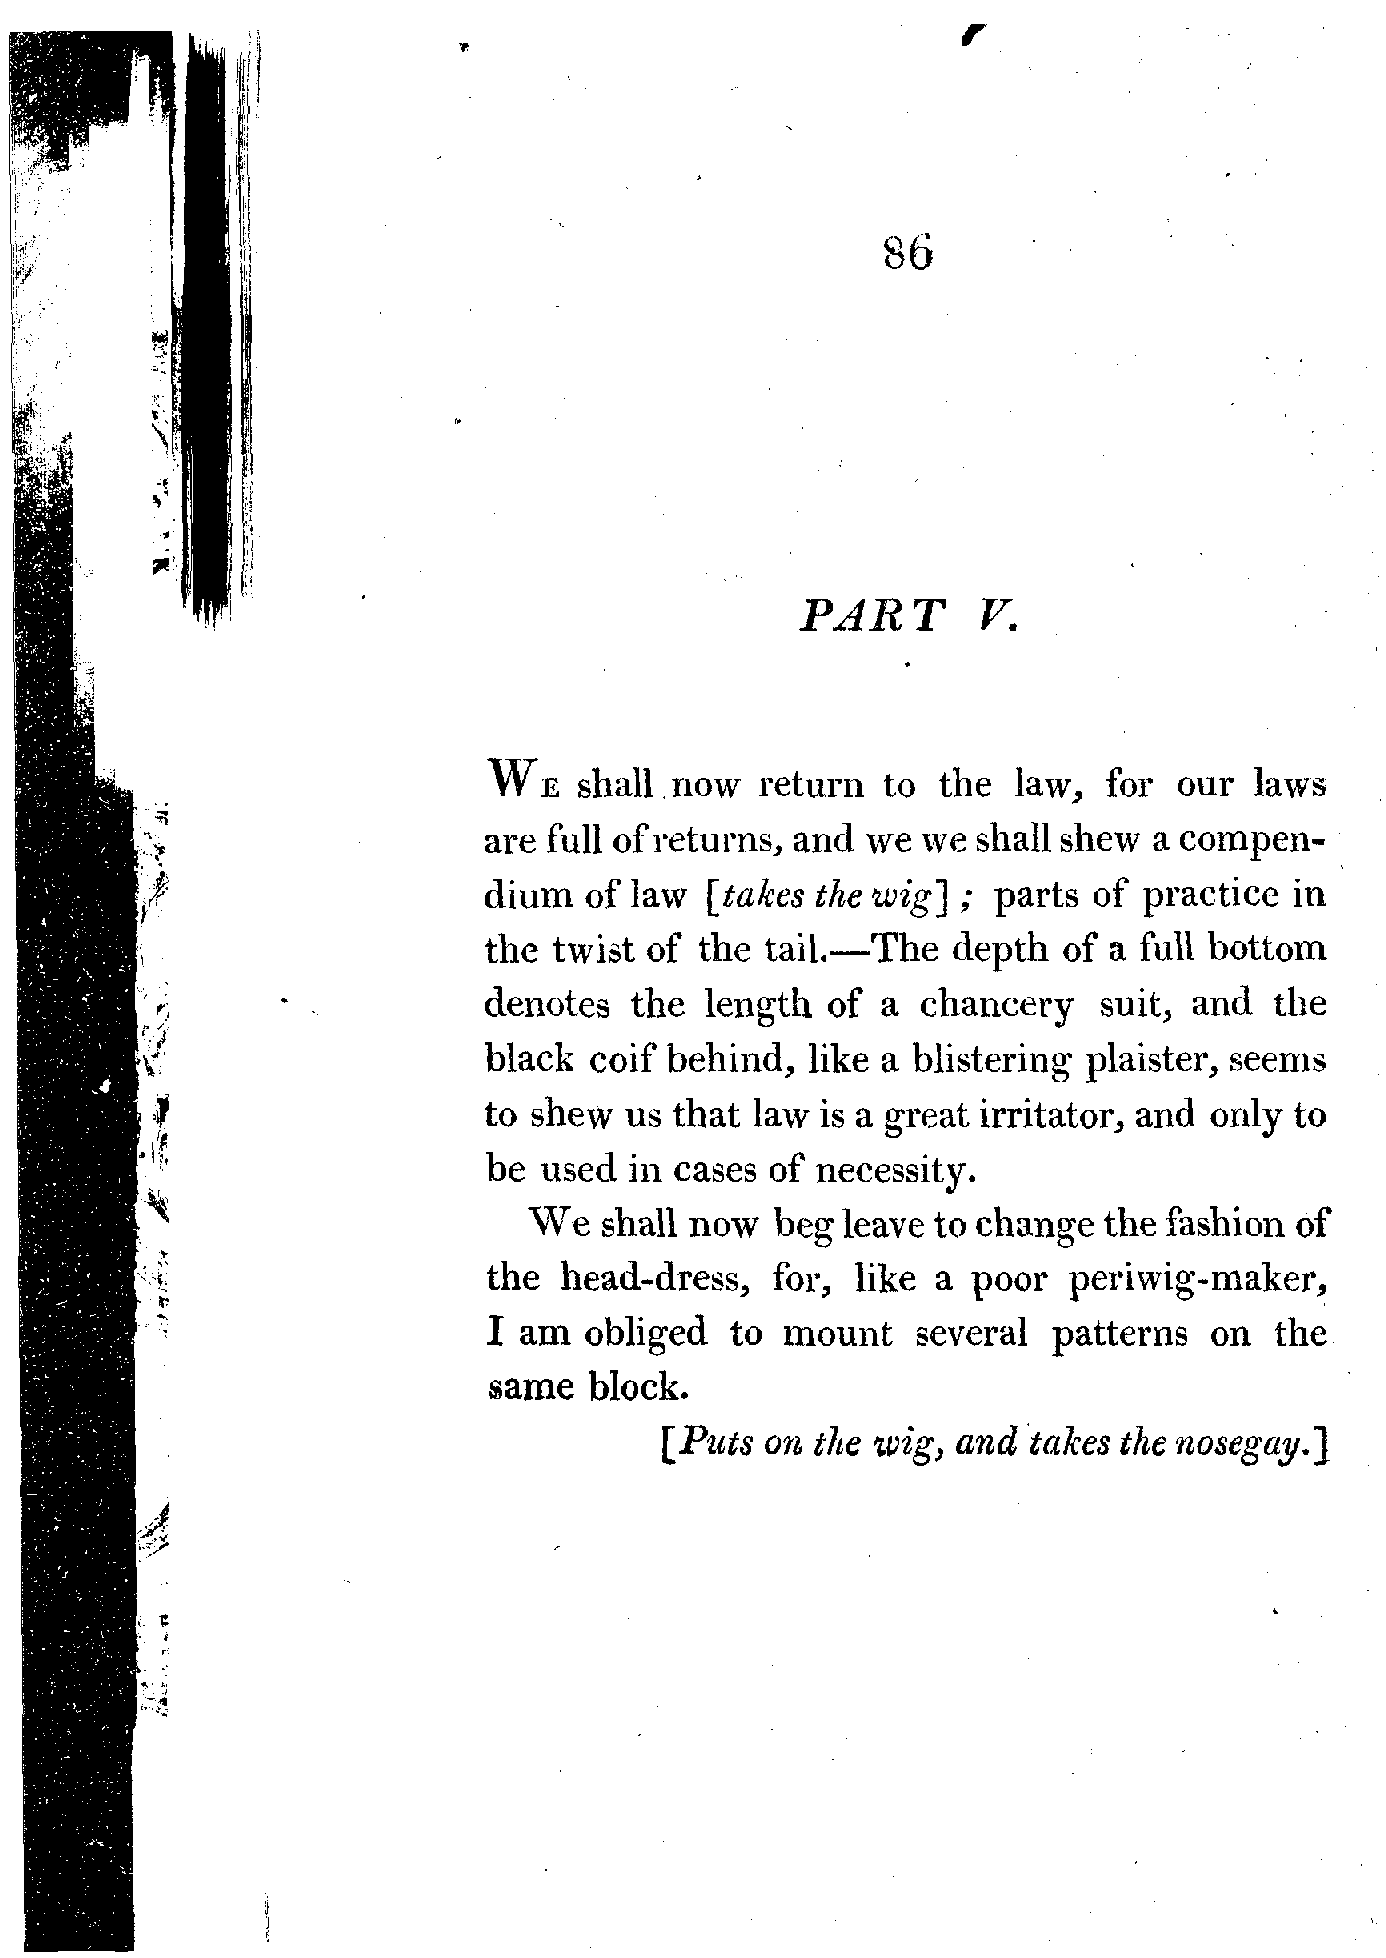 86
PART V.
WE shall now return to the law, for our laws
are full of returns, and we we shall shew a compen-
dium of law [takes the wig] ; parts of practice in
the twist of the tail.—The depth of a full bottom
denotes the length of a chancery suit, and the
black coif behind, like a blistering plaister, seems
to shew us that law is a great irritator, and only to
be used in cases of necessity.
We shall now beg leave to change the fashion of
the head-dress, for, like a poor periwig-maker,
I am obliged to mount several patterns on the
same block.
[Puts on the wig, and takes the nosegay.]